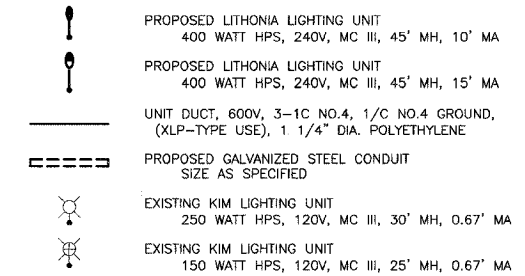 PROPOSED LITHONIA LIGHTING UNIT
400 WATT HPS, 240V, MC III, 45' MH, 10' MA
PROPOSED LITHONIA LIGHTING UNIT
400 WATT HPS, 240V, MC III, 45' MH, 15' MA
UNIT DUCT, 600V, 3-1C NO.4, 1/C NO.4 GROUND,
(XLP-TYPE USE), 1 1/4" DIA. POLYETHYLENE
PROPOSED GALVANIZED STEEL CONDUIT
SIZE AS SPECIFIED
EXISTING KIM LIGHTING UNIT
250 WATT HPS, 120V, MC III, 30' MH, 0.67' MA
EXISTING KIM LIGHTING UNIT
150 WATT HPS, 120V, MC III, 25' MH, 0.67' MA